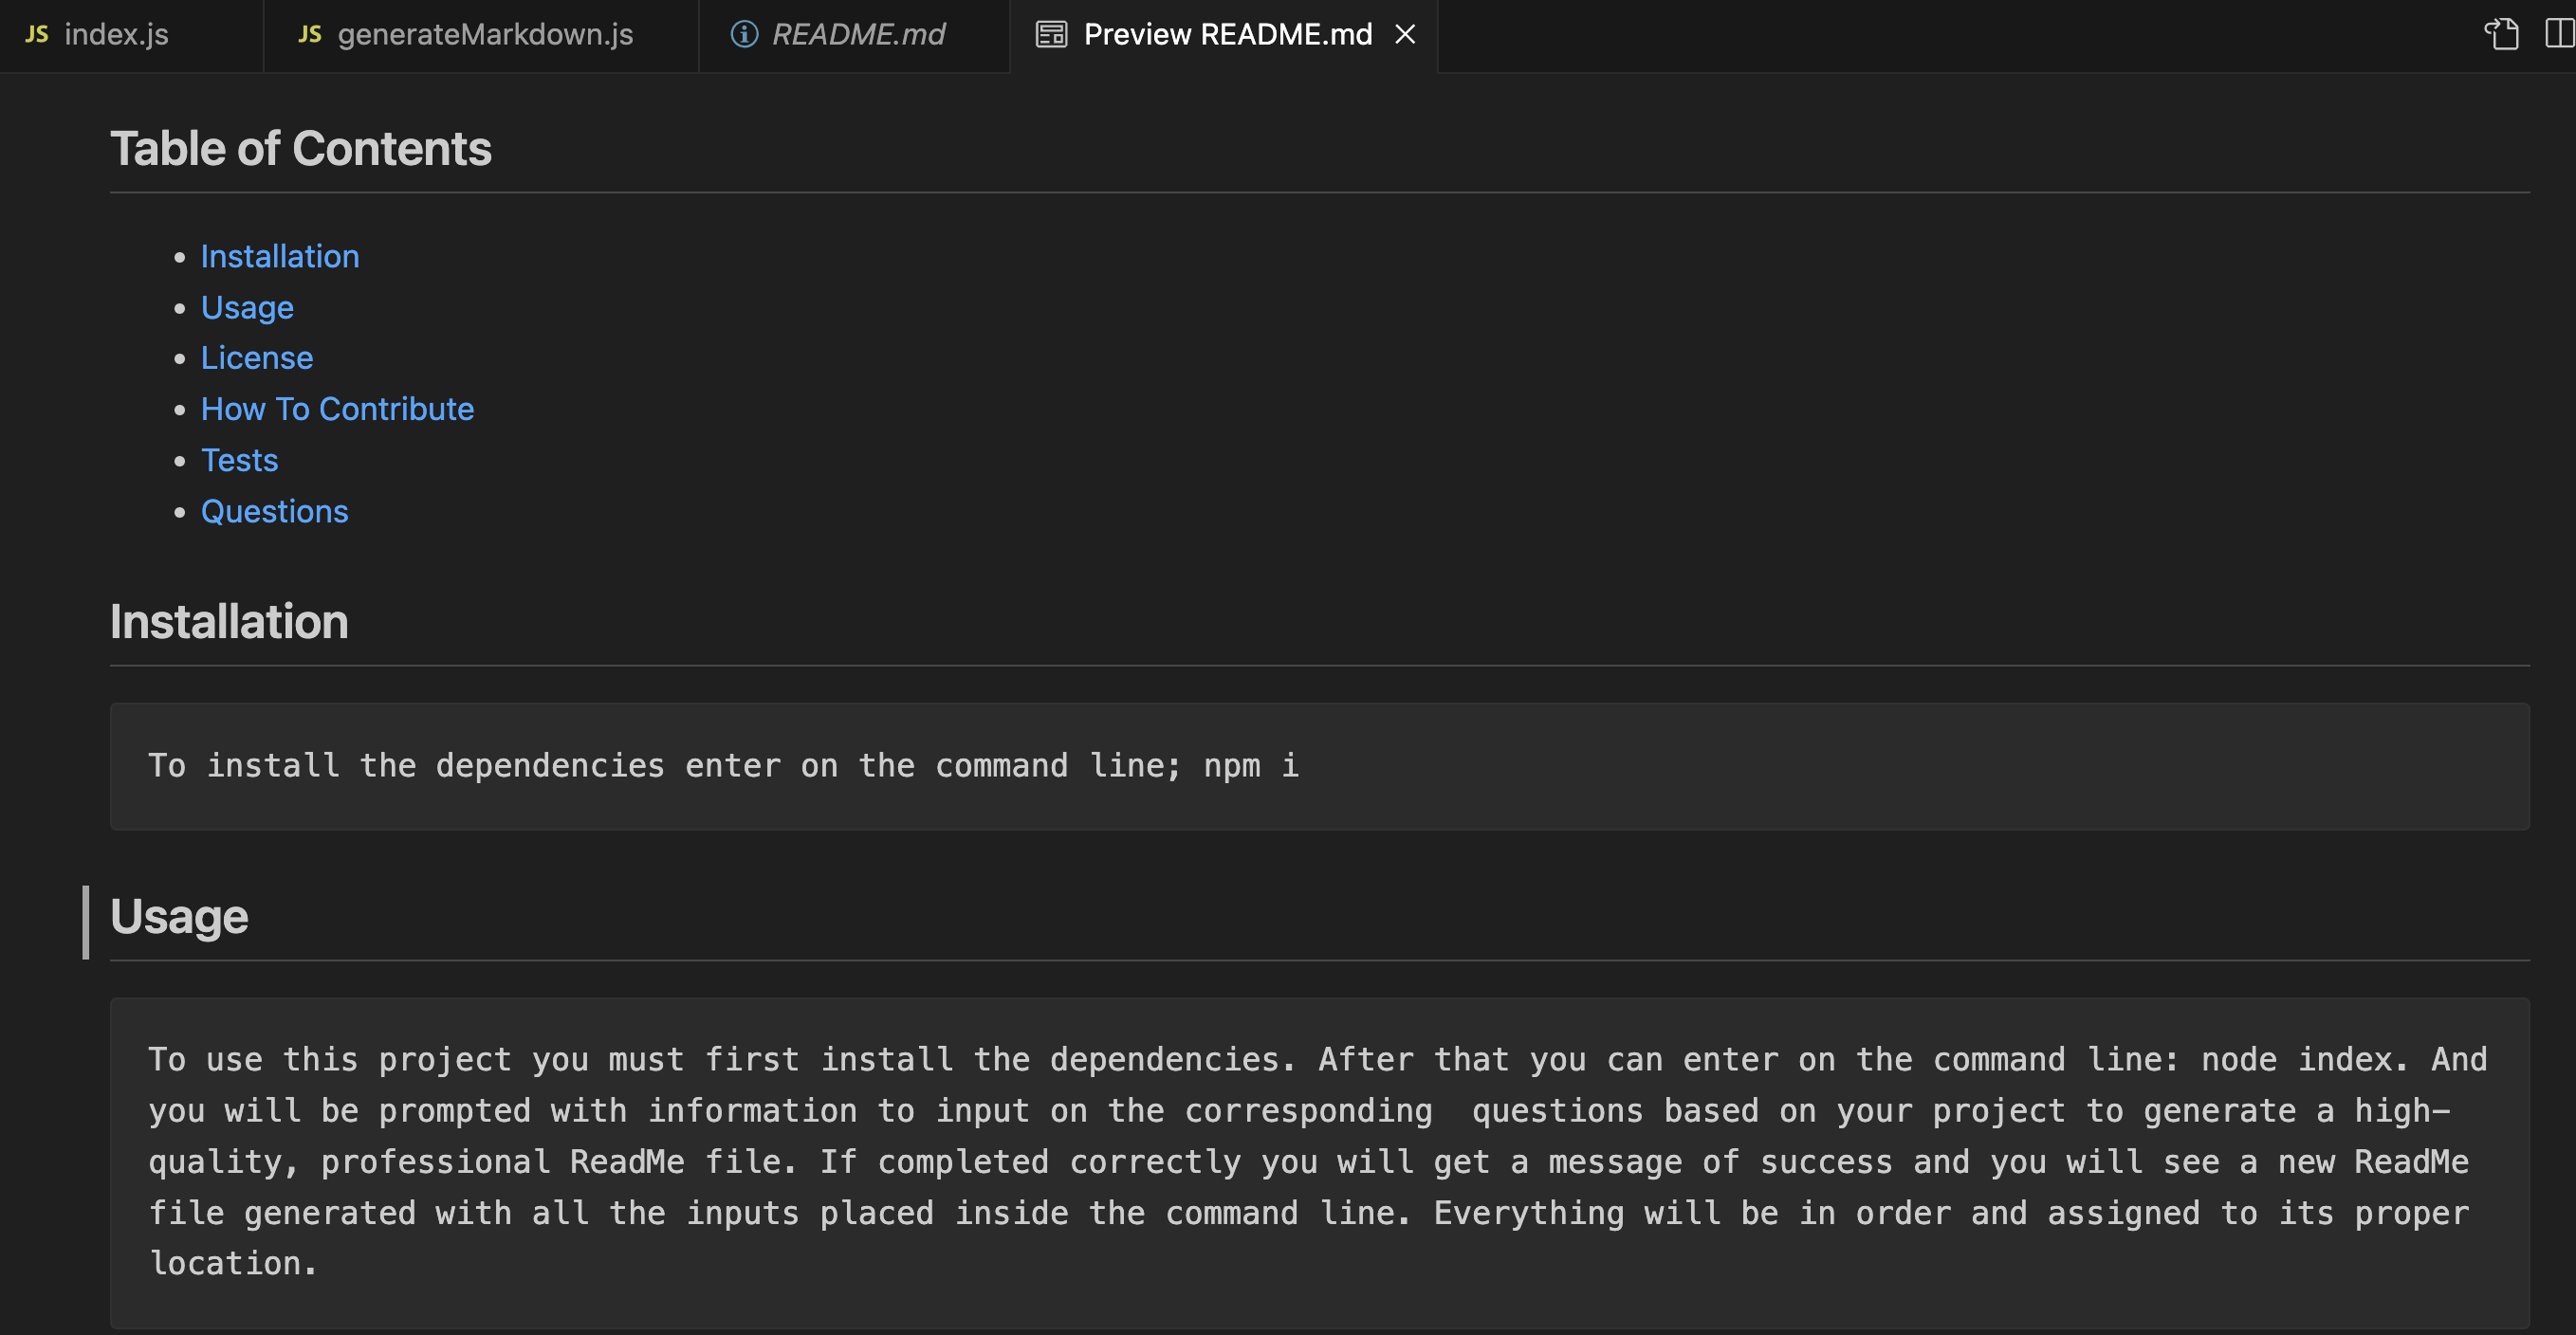 JS index.js
JS generateMarkdown.js
README.md
Preview README.md
Table of Contents
Installation
Usage
License
How To Contribute
Tests
Questions
Installation
To install the dependencies enter on the command line; npm i
Usage
To use this project you must first install the dependencies. After that you can enter on the command line: node index. And
you will be prompted with information to input on the corresponding  questions based on your project to generate a high-
quality, professional ReadMe file. If completed correctly you will get a message of success and you will see a new ReadMe
file generated with all the inputs placed inside the command line. Everything will be in order and assigned to its proper
location.